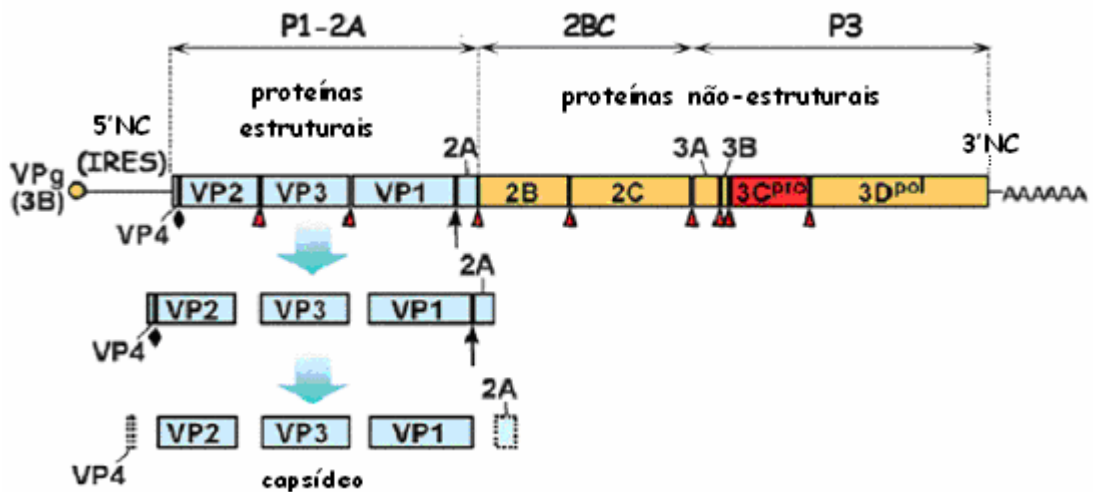 P1-2A 2BC P3
proteínas
estruturais
proteínas não-estruturais
5'NC
(IRES)
2A
3A
3B
3'NC
VPg
(3B)
VP2 VP3 VP1 2B 2C 3Cpro 3Dpol AAAAAA
VP4
2A
VP2 VP3 VP1
VP4
2A
VP2 VP3 VP1
VP4
capsídeo